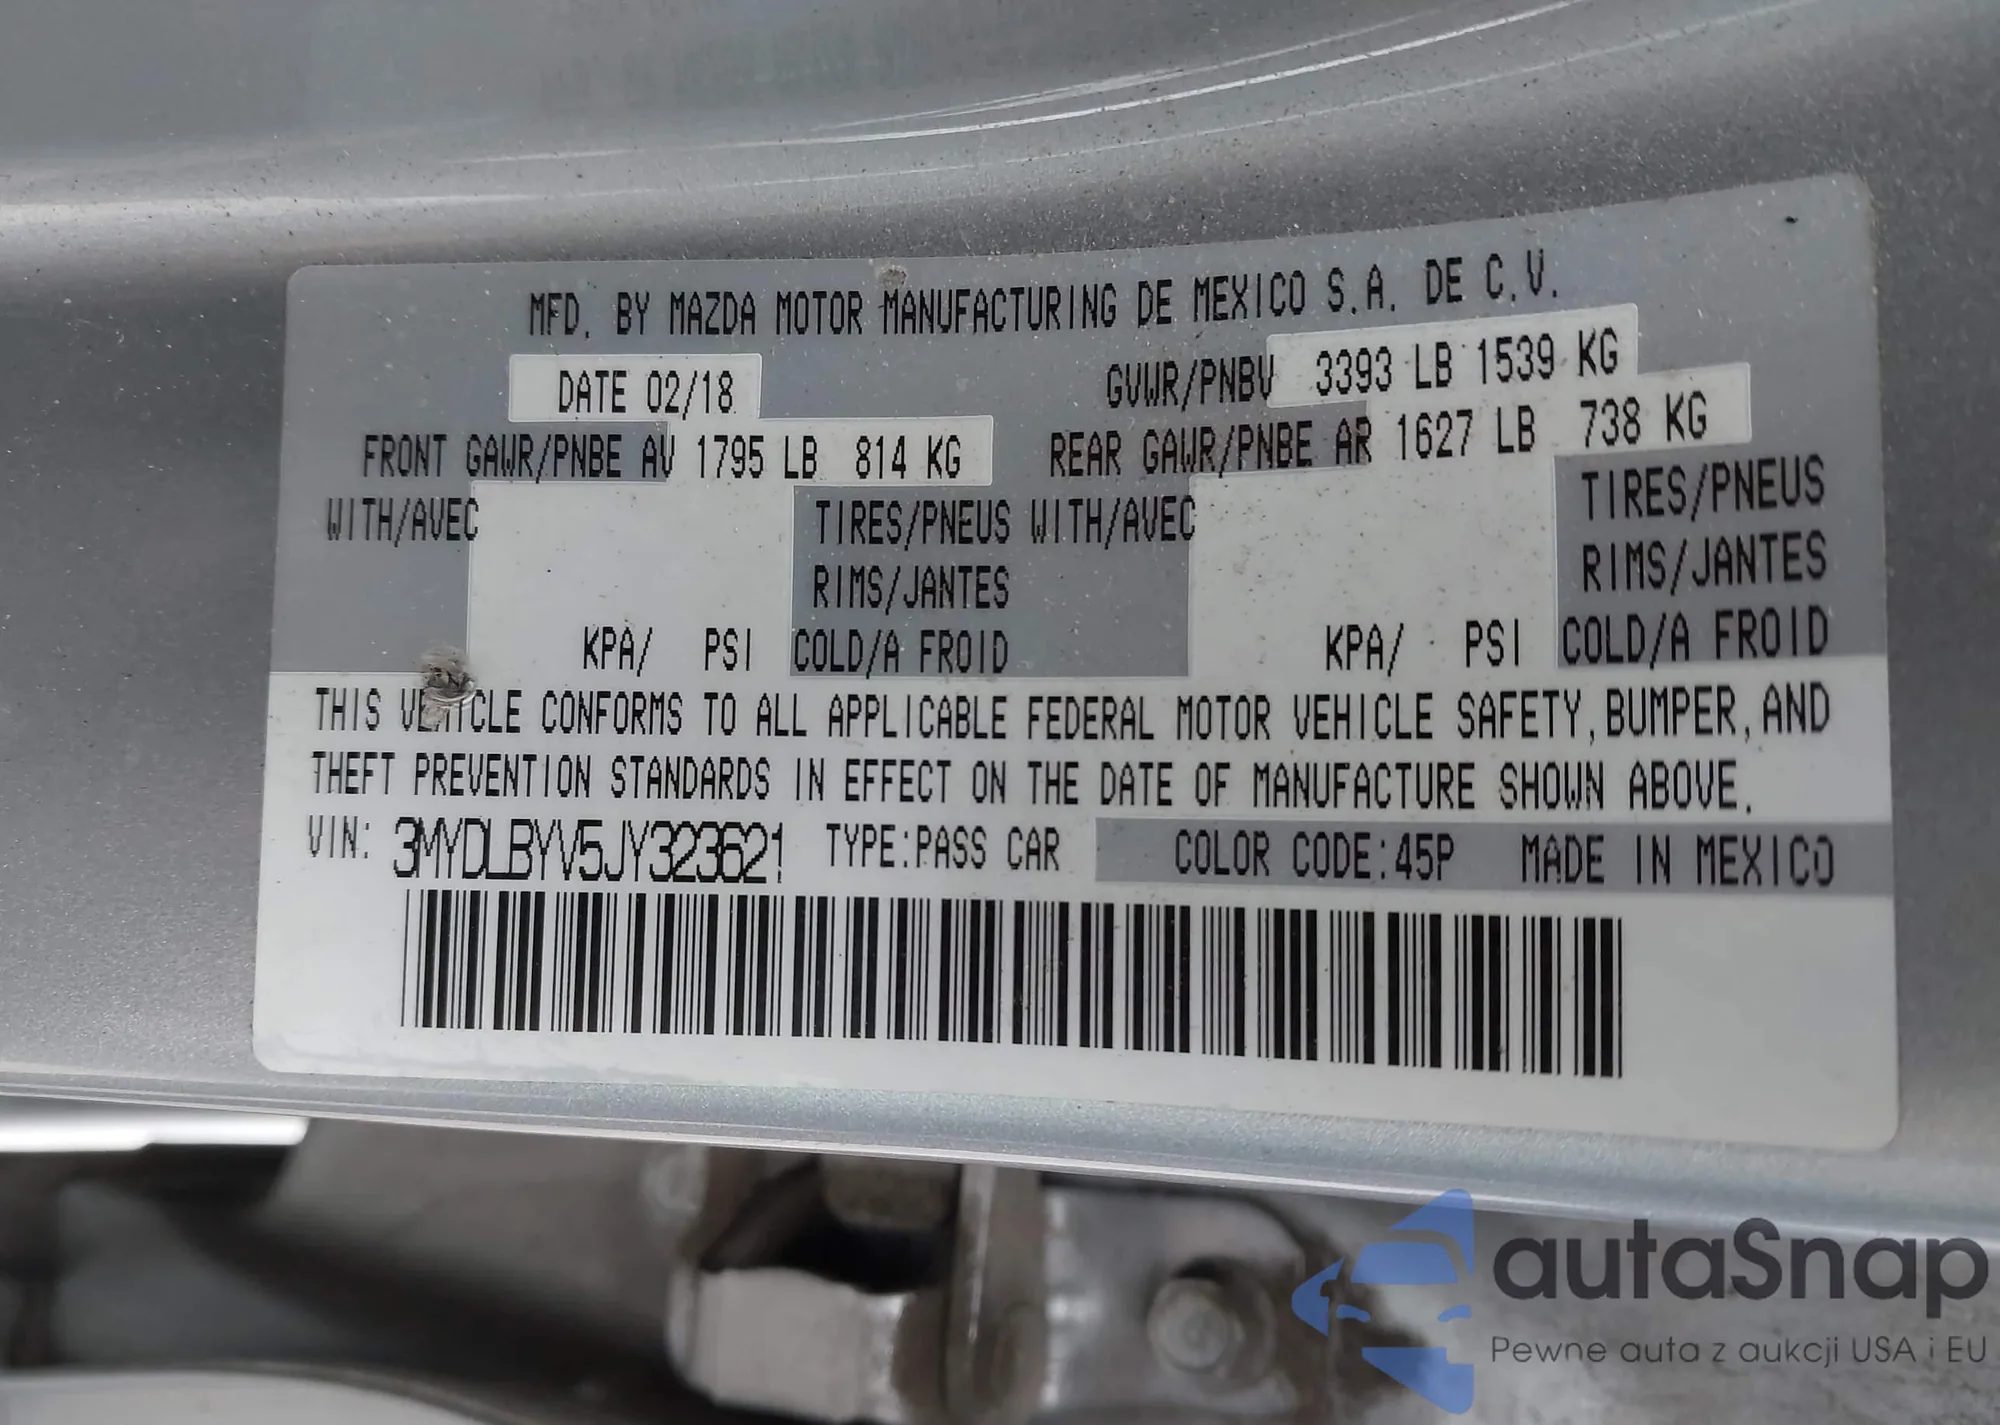 MFD. BY MAZDA MOTOR MANUFACTURING DE MEXICO S.A. DE C.V.
DATE 02/18 GVWR/PNBV 3393 LB 1539 KG
FRONT GAWR/PNBE AV 1795 LB 814 KG REAR GAWR/PNBE AR 1627 LB 738 KG
WITH/AVEC TIRES/PNEUS WITH/AVEC TIRES/PNEUS
RIMS/JANTES RIMS/JANTES
KPA/ PSI COLD/A FROID KPA/ PSI COLD/A FROID
THIS VEHICLE CONFORMS TO ALL APPLICABLE FEDERAL MOTOR VEHICLE SAFETY, BUMPER, AND
THEFT PREVENTION STANDARDS IN EFFECT ON THE DATE OF MANUFACTURE SHOWN ABOVE.
VIN: 3MYDLBYV5JY323621 TYPE:PASS CAR COLOR CODE:45P MADE IN MEXICO
autaSnap
Pewne auta z aukcji USA i EU